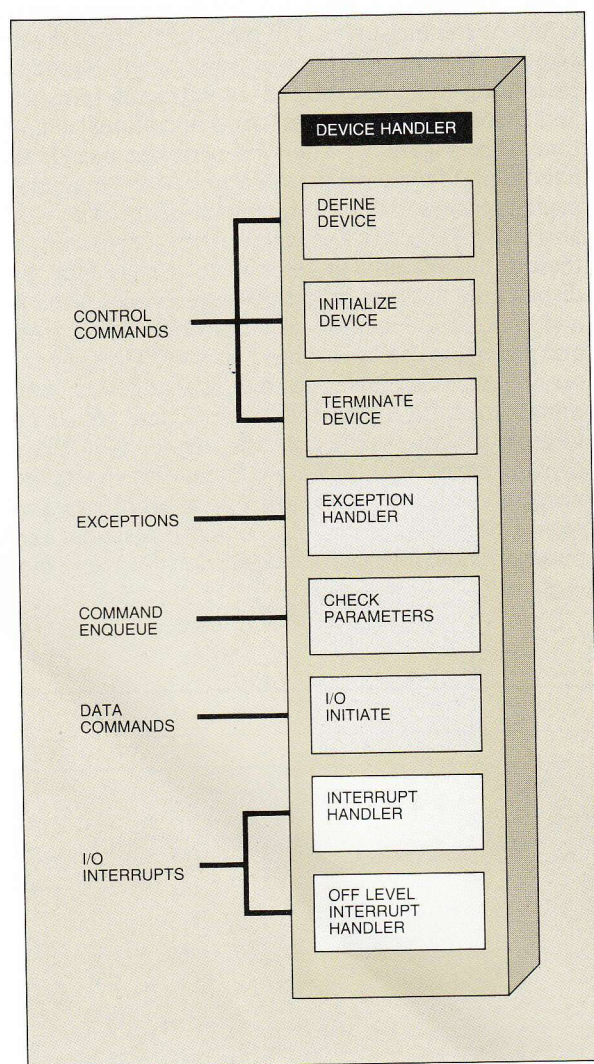 DEVICE HANDLER
DEFINE
DEVICE
INITIALIZE
DEVICE
CONTROL
COMMANDS
TERMINATE
DEVICE
EXCEPTIONS
EXCEPTION
HANDLER
COMMAND
ENQUEUE
CHECK
PARAMETERS
DATA
COMMANDS
I/O
INITIATE
INTERRUPT
HANDLER
I/O
INTERRUPTS
OFF LEVEL
INTERRUPT
HANDLER